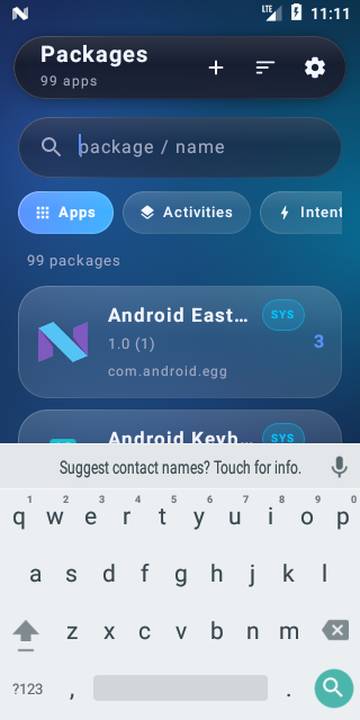 LTE 11:11
Packages
99 apps
package / name
Apps Activities Intent
99 packages
Android East… SYS
1.0 (1) 3
com.android.egg
Android Keyb… SYS
Suggest contact names? Touch for info.
1 2 3 4 5 6 7 8 9 0
q w e r t y u i o p
a s d f g h j k l
z x c v b n m
?123 , .